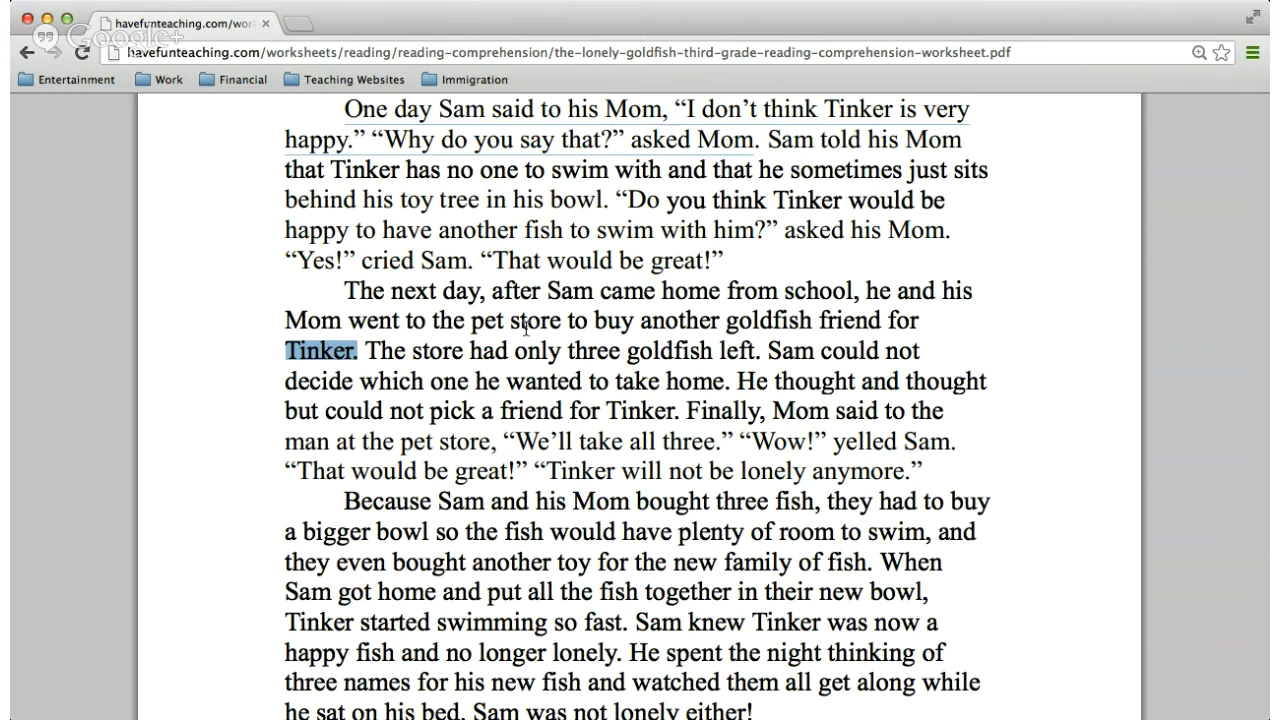 havefunteaching.com/wor
Google+
havefunteaching.com/worksheets/reading/reading-comprehension/the-lonely-goldfish-third-grade-reading-comprehension-worksheet.pdf
Entertainment Work Financial Teaching Websites Immigration
One day Sam said to his Mom, “I don’t think Tinker is very
happy.” “Why do you say that?” asked Mom. Sam told his Mom
that Tinker has no one to swim with and that he sometimes just sits
behind his toy tree in his bowl. “Do you think Tinker would be
happy to have another fish to swim with him?” asked his Mom.
“Yes!” cried Sam. “That would be great!”
The next day, after Sam came home from school, he and his
Mom went to the pet store to buy another goldfish friend for
Tinker. The store had only three goldfish left. Sam could not
decide which one he wanted to take home. He thought and thought
but could not pick a friend for Tinker. Finally, Mom said to the
man at the pet store, “We’ll take all three.” “Wow!” yelled Sam.
“That would be great!” “Tinker will not be lonely anymore.”
Because Sam and his Mom bought three fish, they had to buy
a bigger bowl so the fish would have plenty of room to swim, and
they even bought another toy for the new family of fish. When
Sam got home and put all the fish together in their new bowl,
Tinker started swimming so fast. Sam knew Tinker was now a
happy fish and no longer lonely. He spent the night thinking of
three names for his new fish and watched them all get along while
he sat on his bed. Sam was not lonely either!